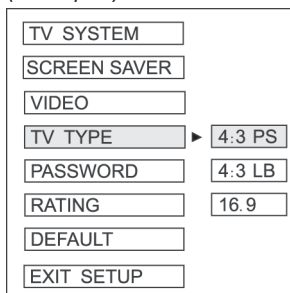 TV SYSTEM
SCREEN SAVER
VIDEO
TV TYPE ► 4:3 PS
PASSWORD 4:3 LB
RATING 16.9
DEFAULT
EXIT SETUP